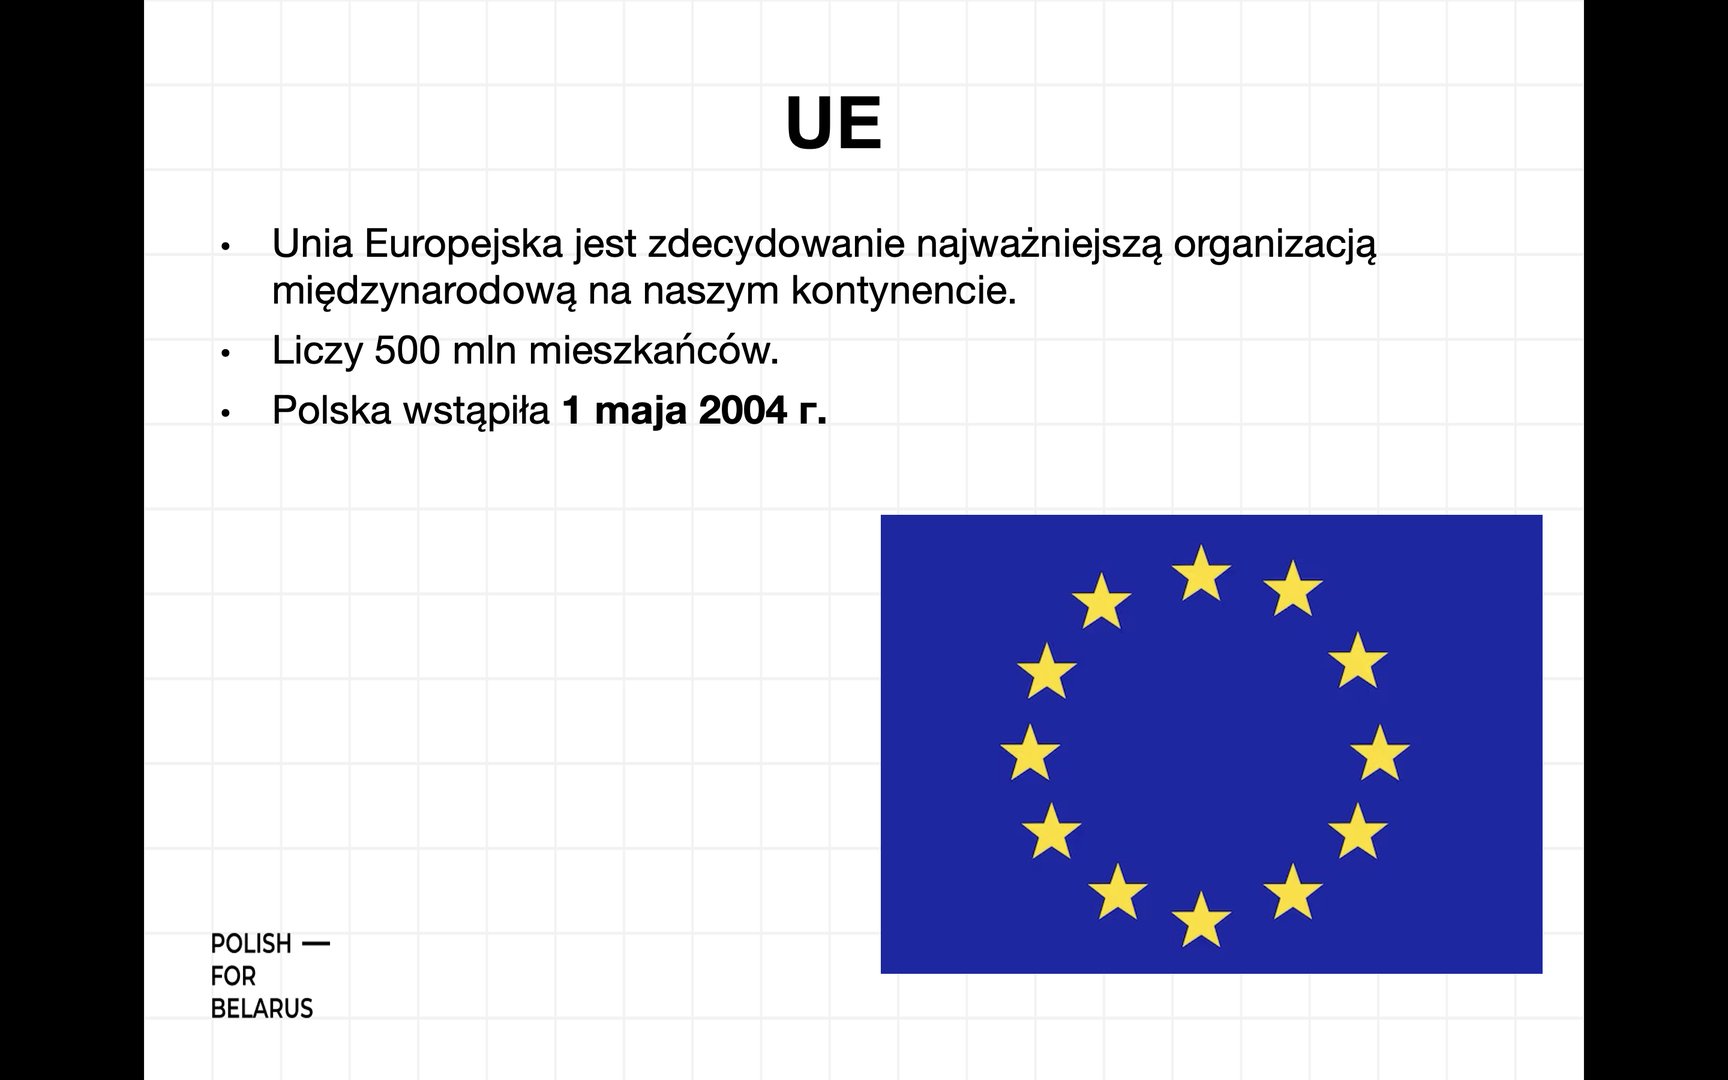 UE
• Unia Europejska jest zdecydowanie najważniejszą organizacją
międzynarodową na naszym kontynencie.
• Liczy 500 mln mieszkańców.
• Polska wstąpiła 1 maja 2004 г.
POLISH —
FOR
BELARUS